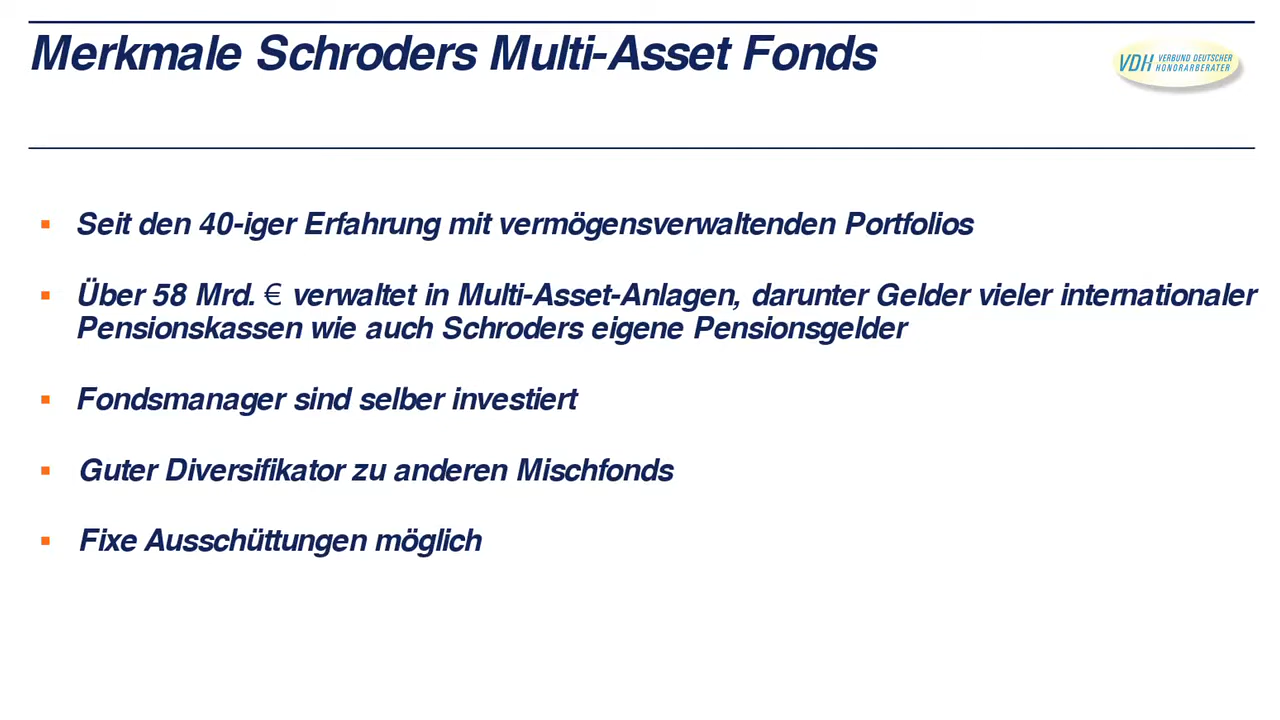 Merkmale Schroders Multi-Asset Fonds
VDH VERBUND DEUTSCHER
HONORARBERATER
Seit den 40-iger Erfahrung mit vermögensverwaltenden Portfolios
Über 58 Mrd. € verwaltet in Multi-Asset-Anlagen, darunter Gelder vieler internationaler
Pensionskassen wie auch Schroders eigene Pensionsgelder
Fondsmanager sind selber investiert
Guter Diversifikator zu anderen Mischfonds
Fixe Ausschüttungen möglich